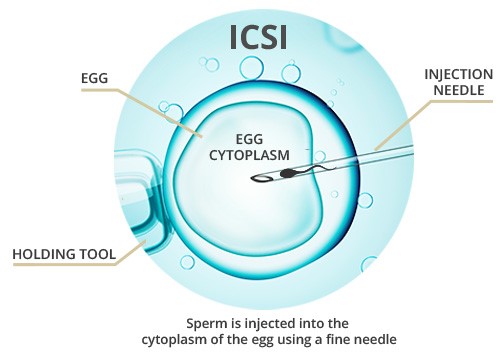 ICSI
EGG
INJECTION
NEEDLE
EGG
CYTOPLASM
HOLDING TOOL
Sperm is injected into the
cytoplasm of the egg using a fine needle